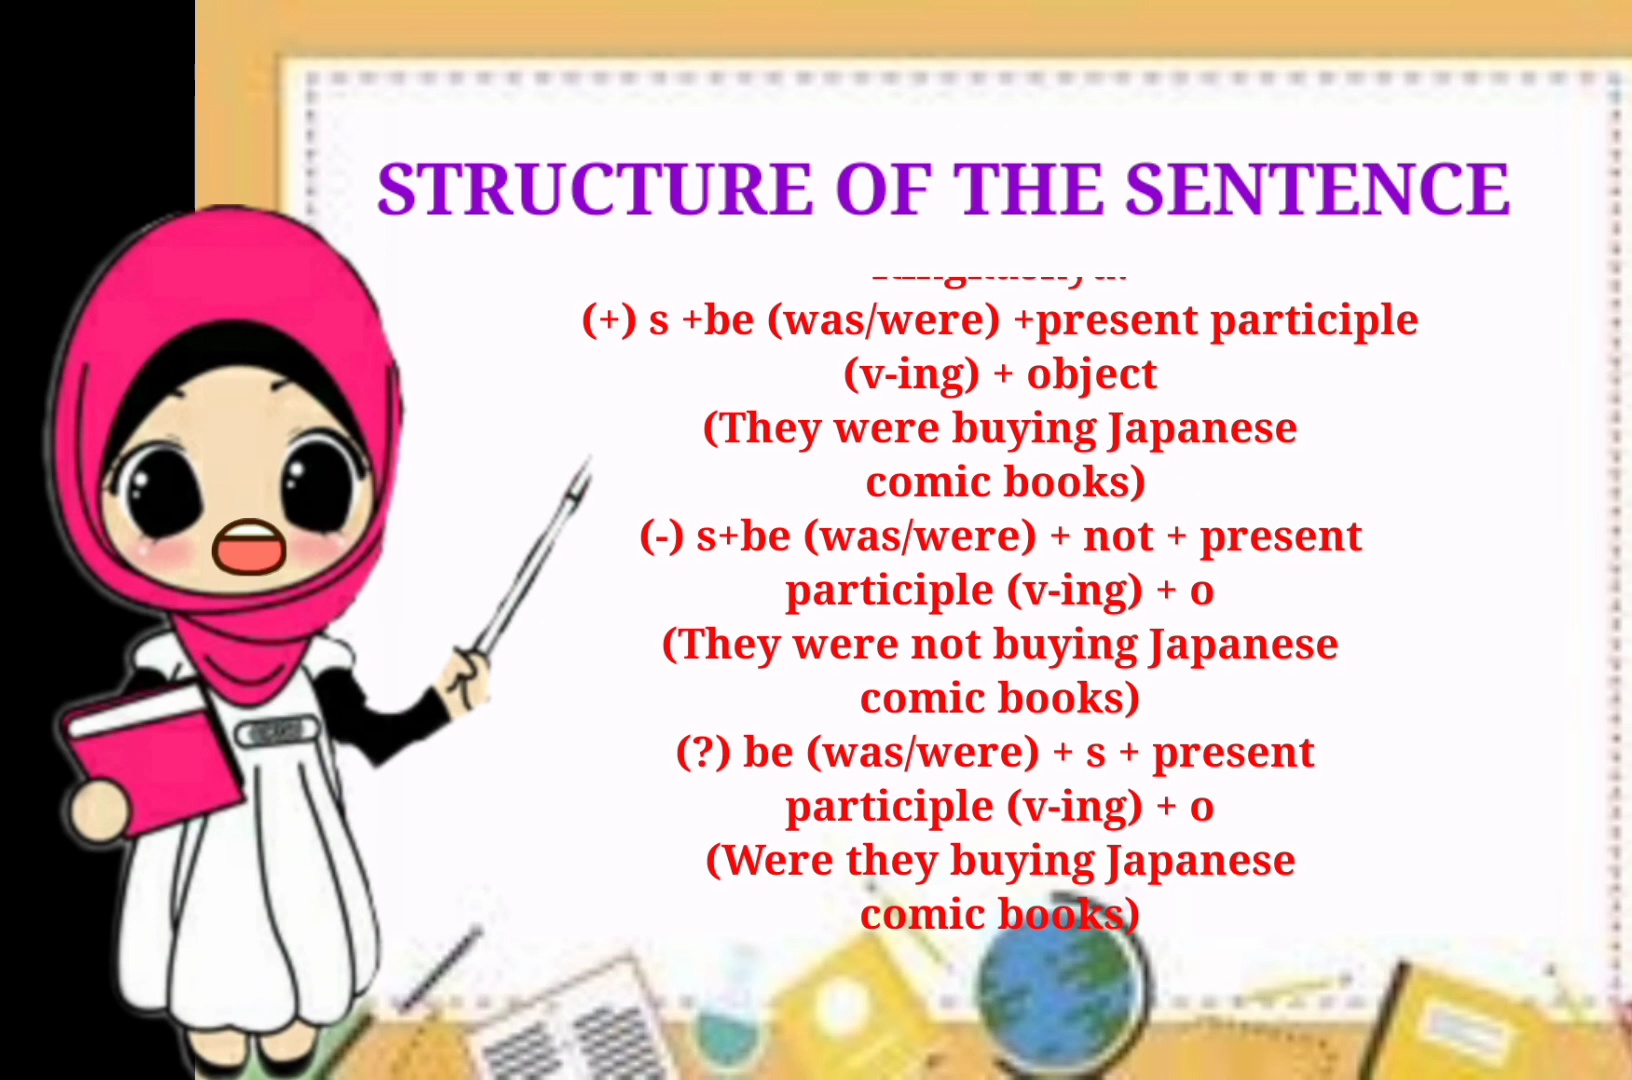 STRUCTURE OF THE SENTENCE
(+) s +be (was/were) +present participle
(v-ing) + object
(They were buying Japanese
comic books)
(-) s+be (was/were) + not + present
participle (v-ing) + o
(They were not buying Japanese
comic books)
(?) be (was/were) + s + present
participle (v-ing) + o
(Were they buying Japanese
comic books)